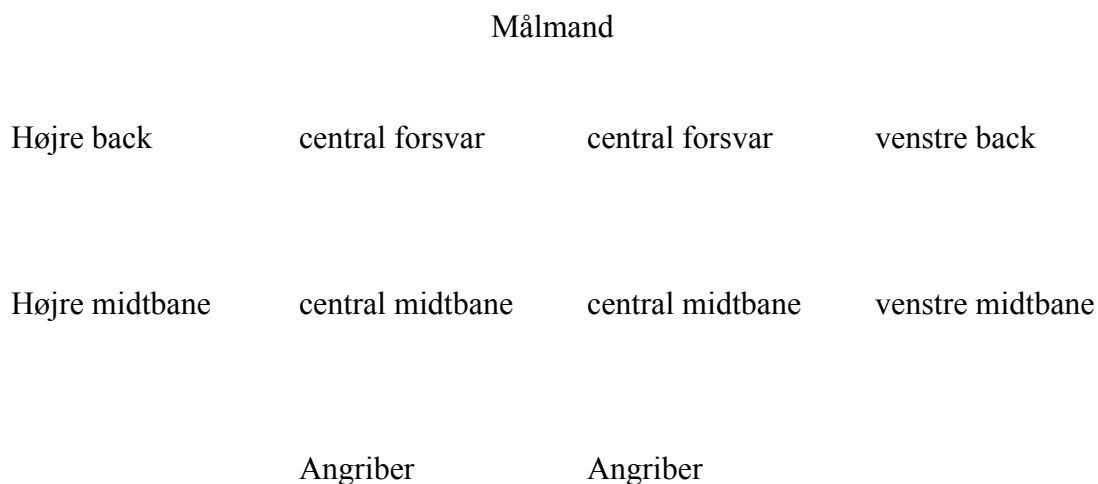 Målmand
Højre back central forsvar central forsvar venstre back
Højre midtbane central midtbane central midtbane venstre midtbane
Angriber Angriber